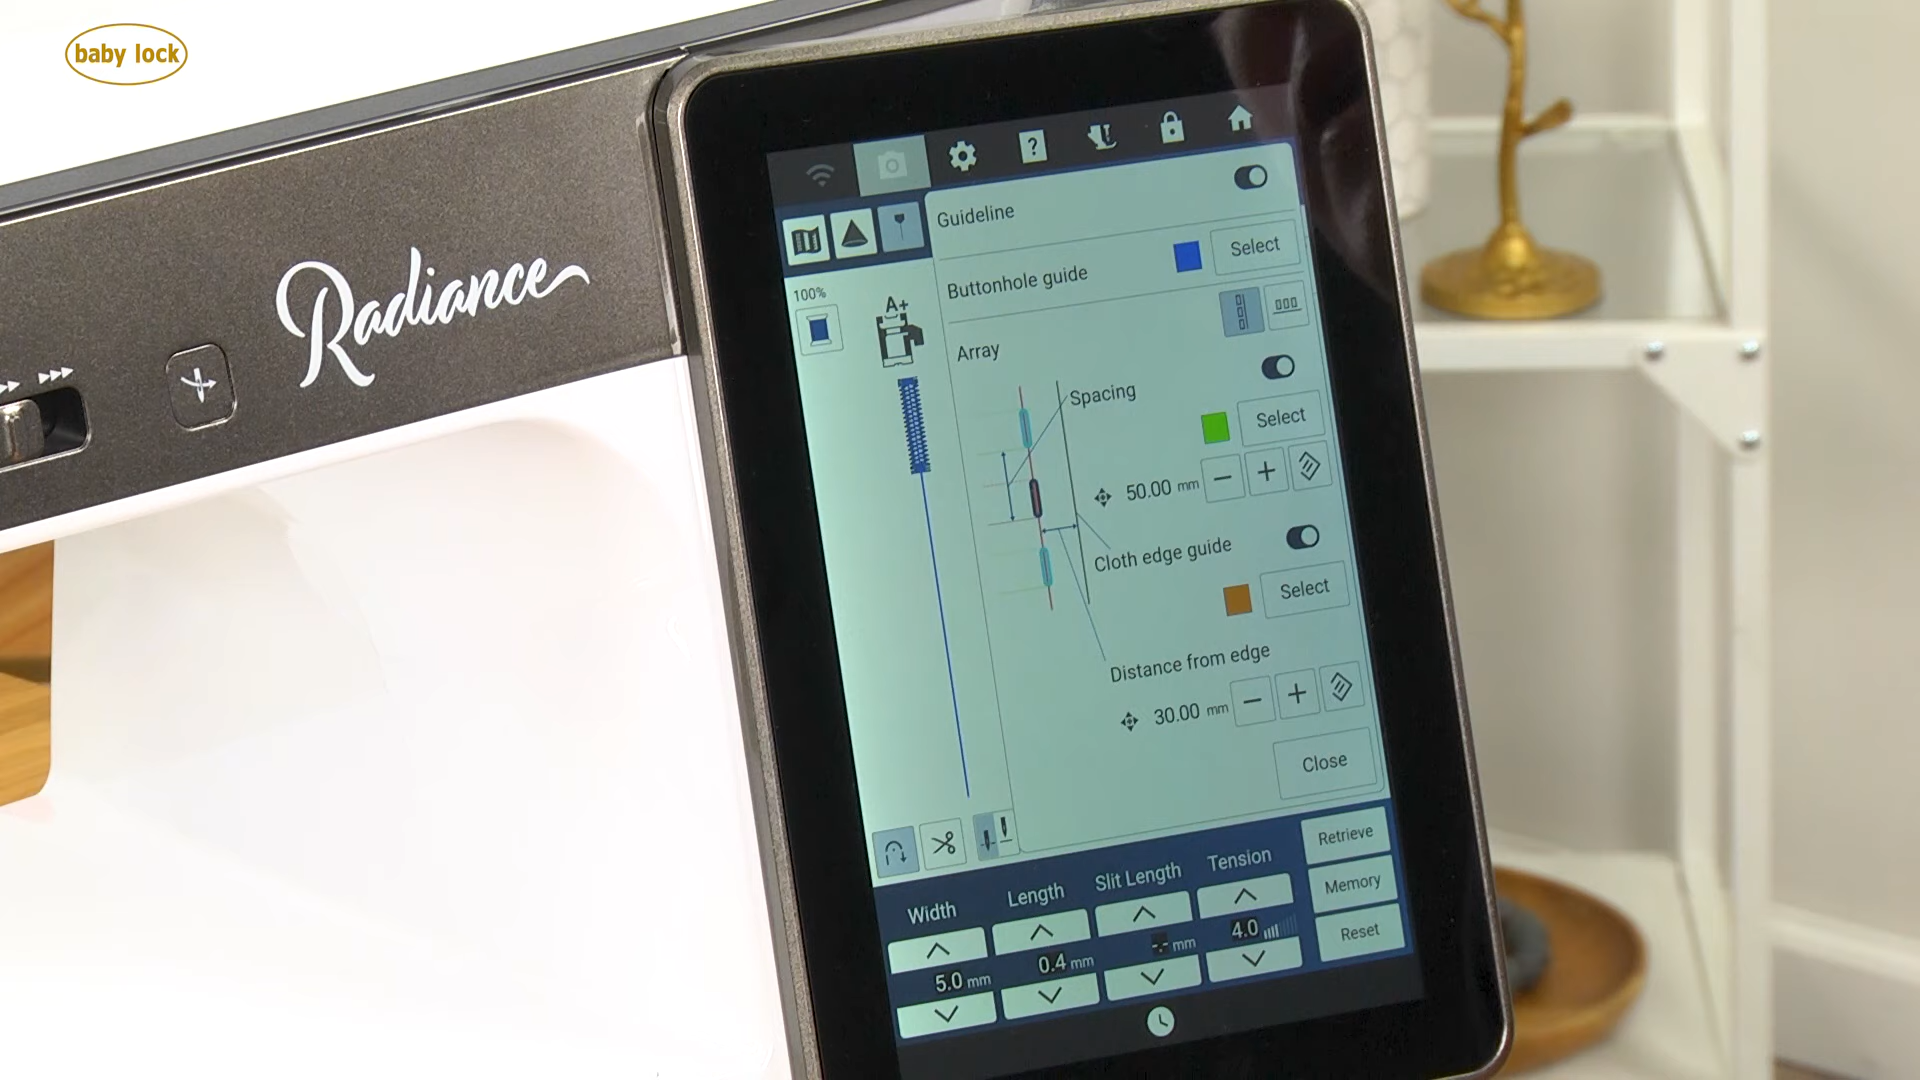 baby lock
Radiance
?
Guideline
Buttonhole guide
Select
100%
A+
Array
Spacing
Select
50.00 mm
Cloth edge guide
Select
Distance from edge
30.00 mm
Close
Width
Length
Slit Length
Tension
5.0 mm
0.4 mm
-.- mm
4.0
Retrieve
Memory
Reset